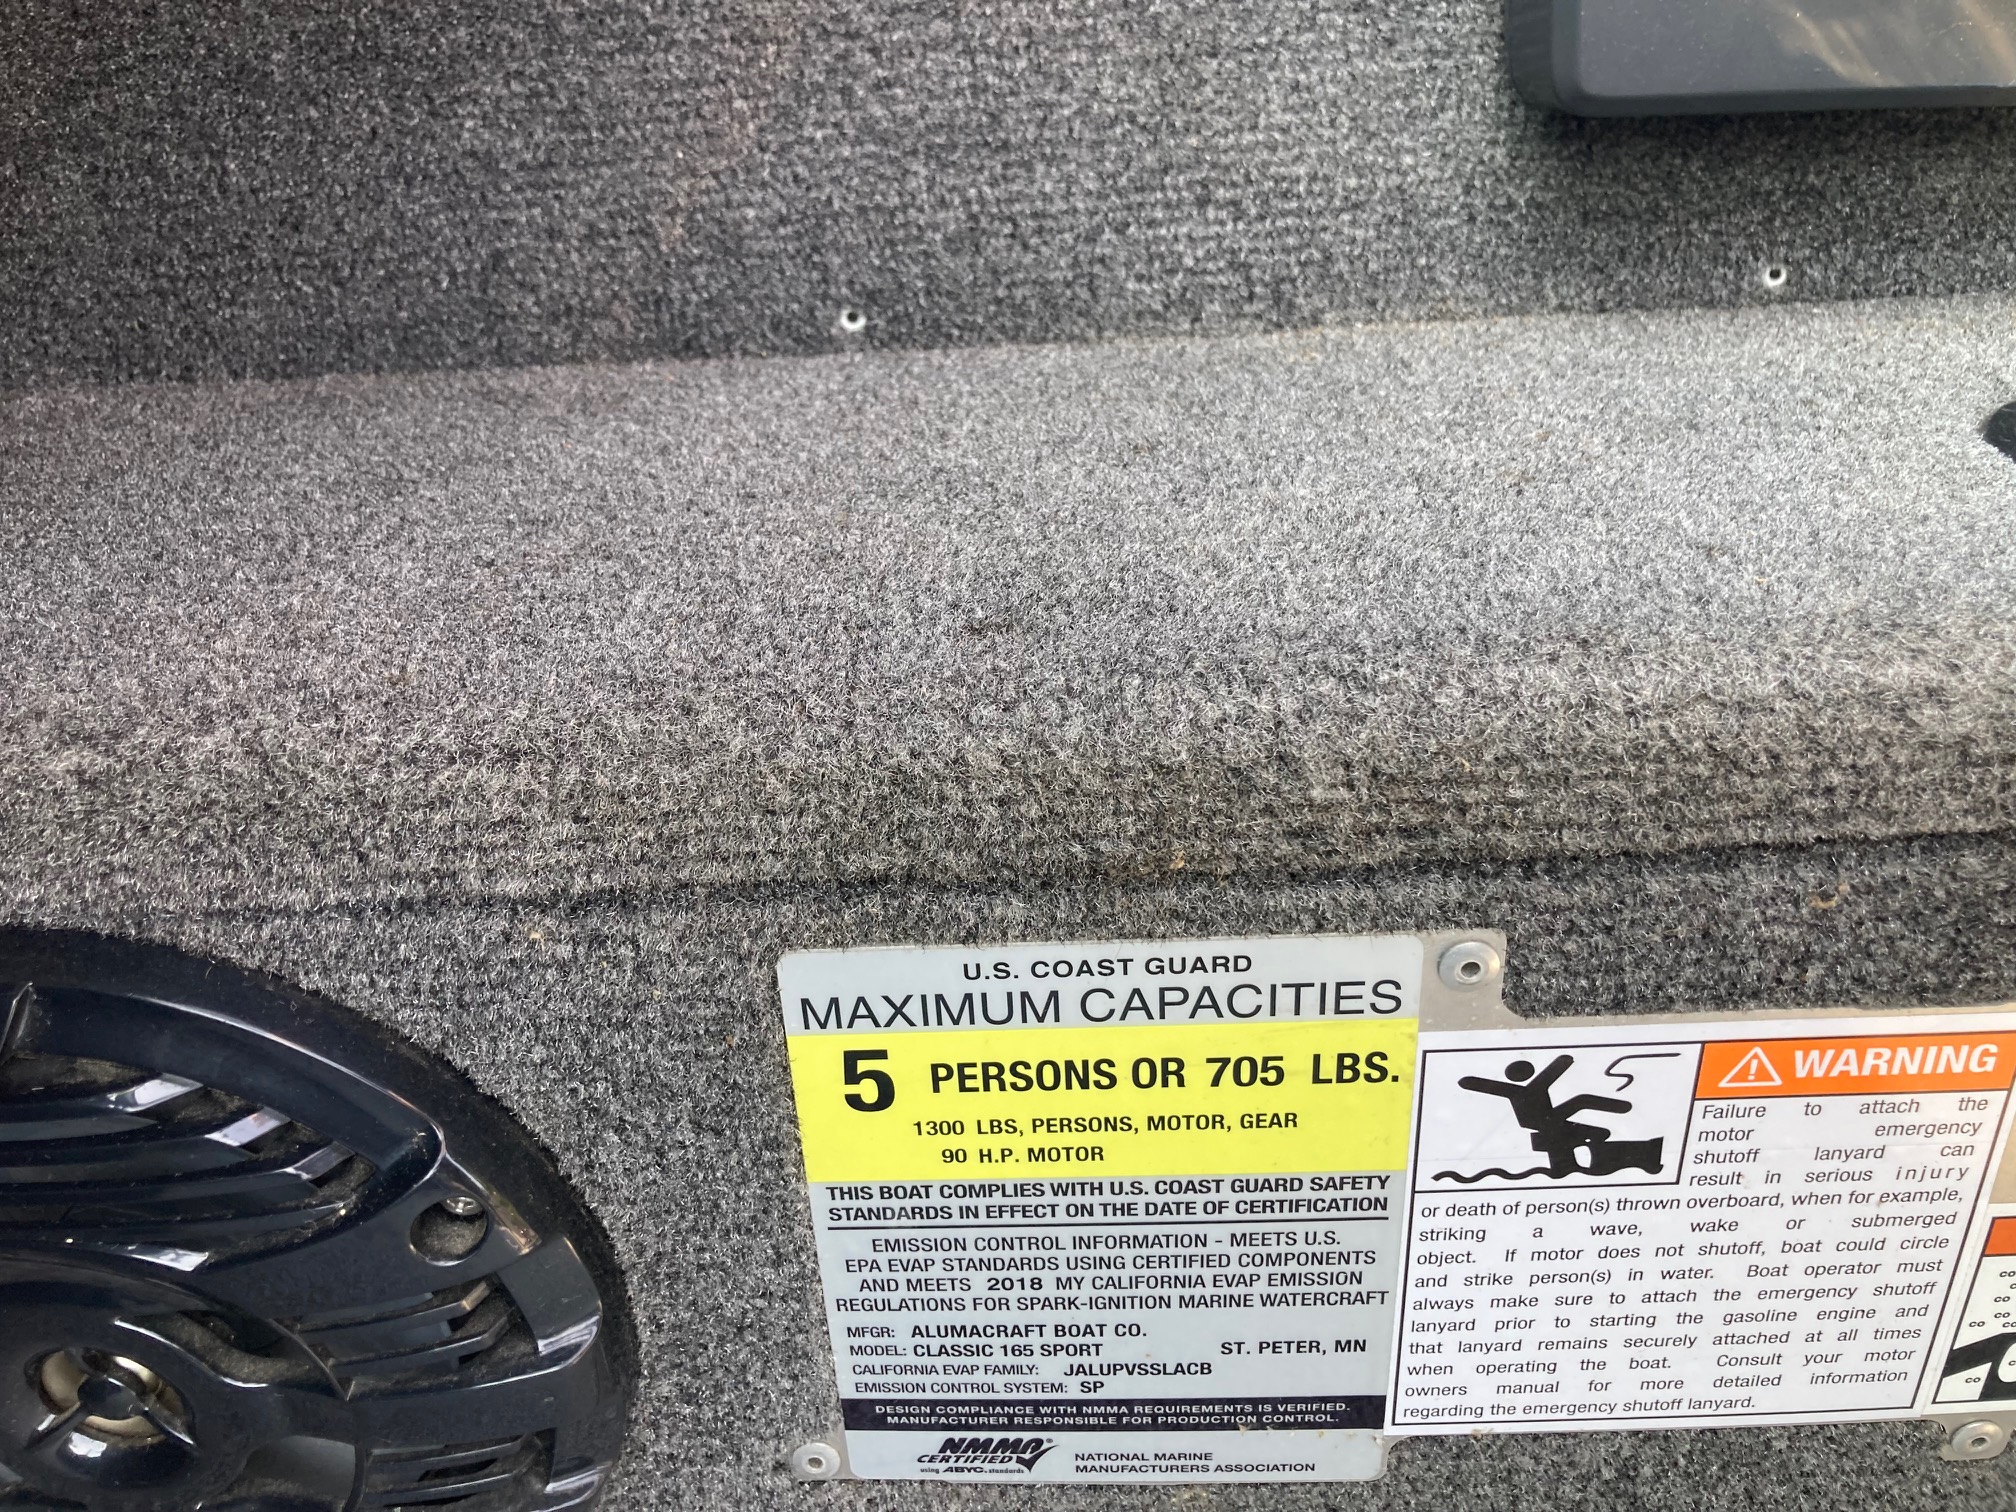 U.S. COAST GUARD
MAXIMUM CAPACITIES
5 PERSONS OR 705 LBS.
1300 LBS, PERSONS, MOTOR, GEAR
90 H.P. MOTOR
THIS BOAT COMPLIES WITH U.S. COAST GUARD SAFETY
STANDARDS IN EFFECT ON THE DATE OF CERTIFICATION
EMISSION CONTROL INFORMATION - MEETS U.S.
EPA EVAP STANDARDS USING CERTIFIED COMPONENTS
AND MEETS 2018 MY CALIFORNIA EVAP EMISSION
REGULATIONS FOR SPARK-IGNITION MARINE WATERCRAFT
MFGR: ALUMACRAFT BOAT CO.
MODEL: CLASSIC 165 SPORT ST. PETER, MN
CALIFORNIA EVAP FAMILY: JALUPVSSLACB
EMISSION CONTROL SYSTEM: SP
DESIGN COMPLIANCE WITH NMMA REQUIREMENTS IS VERIFIED.
MANUFACTURER RESPONSIBLE FOR PRODUCTION CONTROL.
NMMA®
CERTIFIED
using ABYC. standards
NATIONAL MARINE
MANUFACTURERS ASSOCIATION
WARNING
Failure to attach the
motor emergency
shutoff lanyard can
result in serious injury
or death of person(s) thrown overboard, when for example,
striking a wave, wake or submerged
object. If motor does not shutoff, boat could circle
and strike person(s) in water. Boat operator must
always make sure to attach the emergency shutoff
lanyard prior to starting the gasoline engine and
that lanyard remains securely attached at all times
when operating the boat. Consult your motor
owners manual for more detailed information
regarding the emergency shutoff lanyard.
co
co
co
co
co